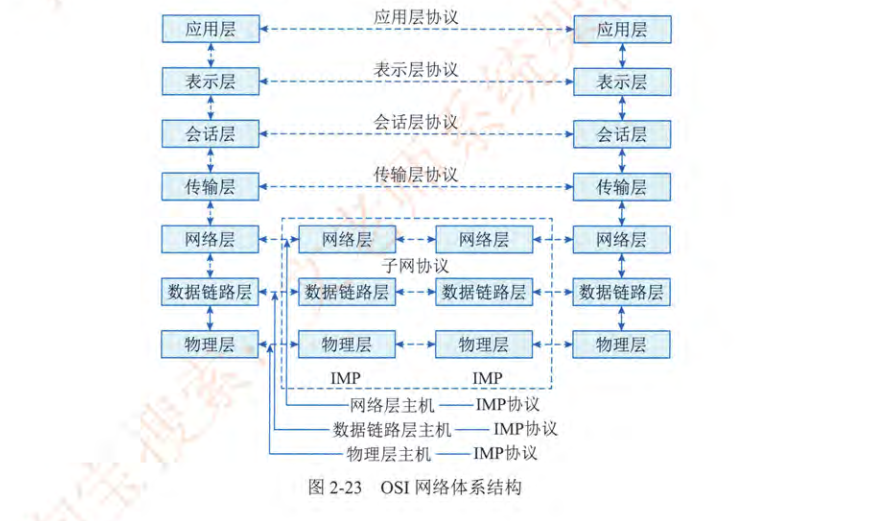 应用层协议
应用层 应用层
表示层协议
表示层 表示层
会话层协议
会话层 会话层
传输层协议
传输层 传输层
网络层 网络层 网络层 网络层
子网协议
数据链路层 数据链路层 数据链路层 数据链路层
物理层 物理层 物理层 物理层
IMP IMP
网络层主机 IMP协议
数据链路层主机 IMP协议
物理层主机 IMP协议
图 2-23 OSI 网络体系结构